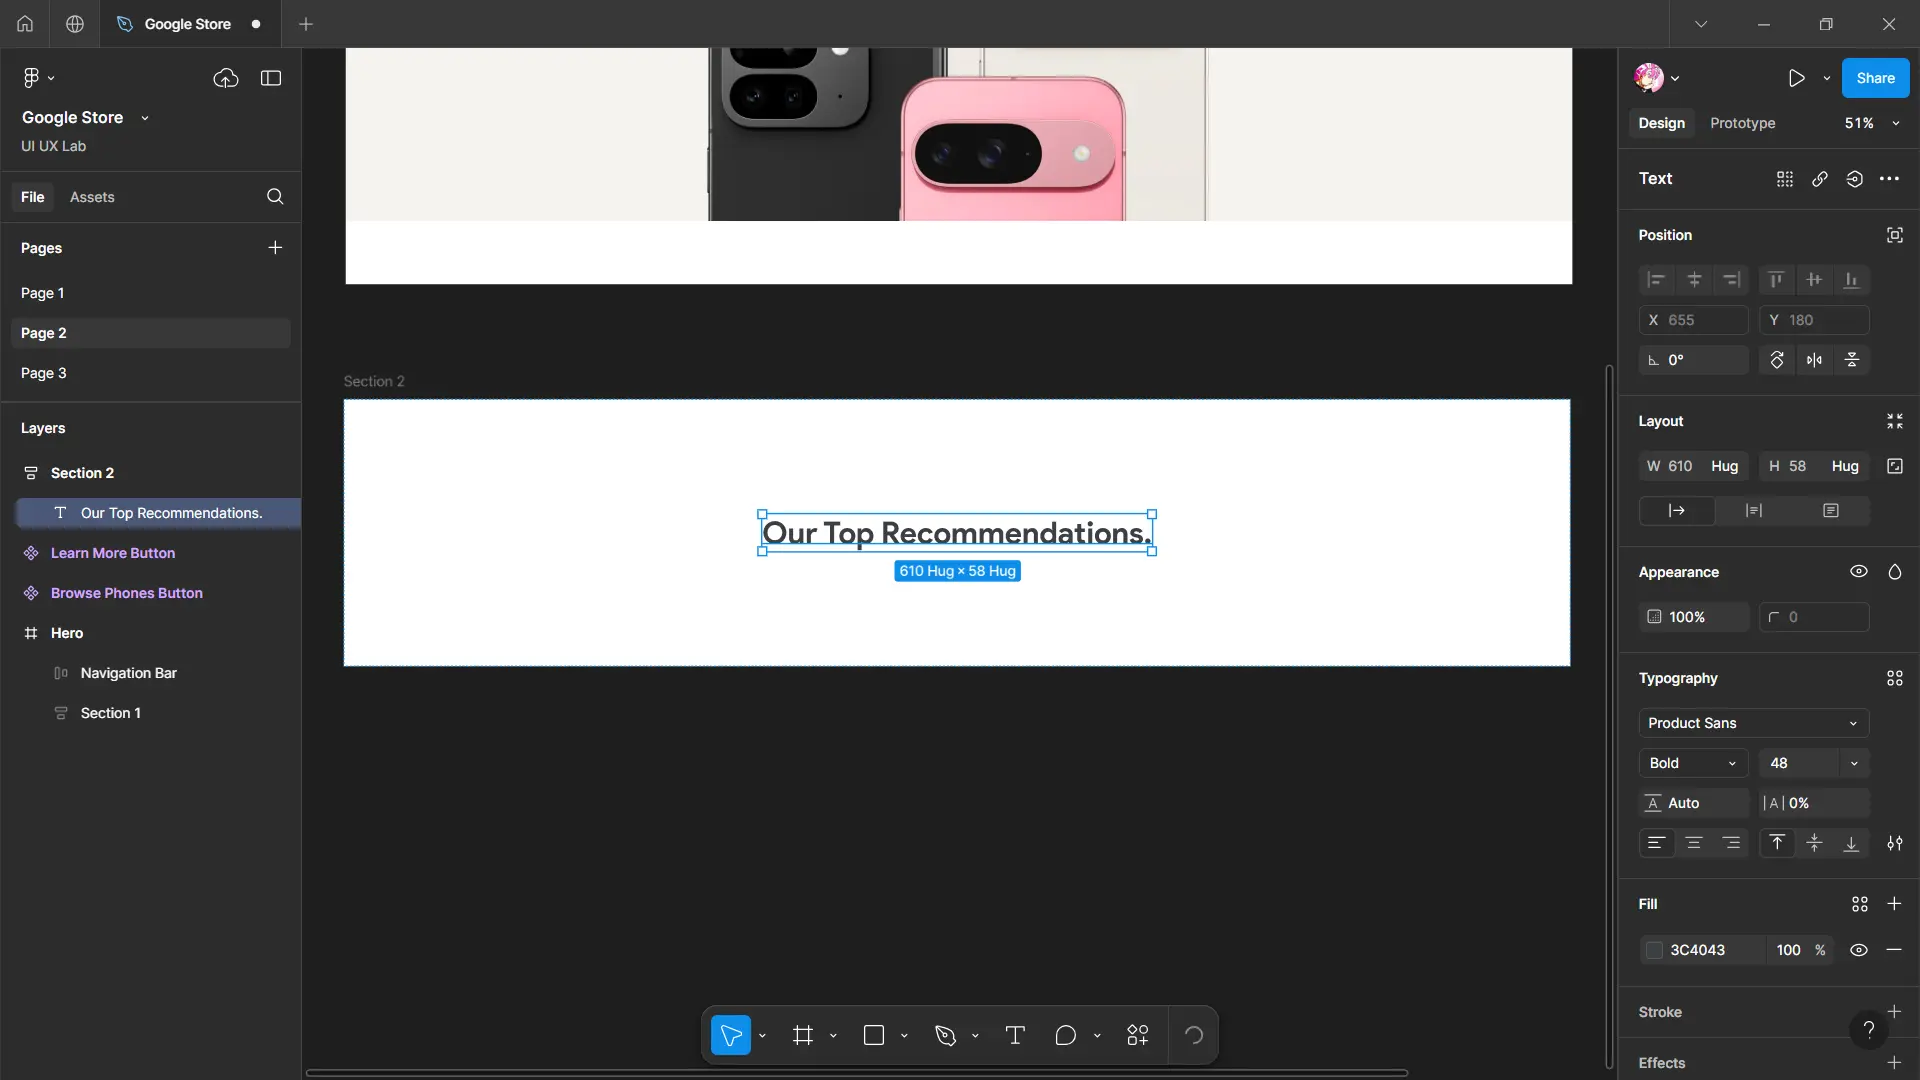 Google Store
Google Store
UI UX Lab
File
Assets
Pages
Page 1
Page 2
Page 3
Layers
Section 2
Our Top Recommendations.
Learn More Button
Browse Phones Button
Hero
Navigation Bar
Section 1
Section 2
Our Top Recommendations.
610 Hug × 58 Hug
Share
Design
Prototype
51%
Text
Position
X 655
Y 180
0°
Layout
W 610 Hug
H 58 Hug
Appearance
100%
0
Typography
Product Sans
Bold
48
Auto
0%
Fill
3C4043
100 %
Stroke
Effects
?